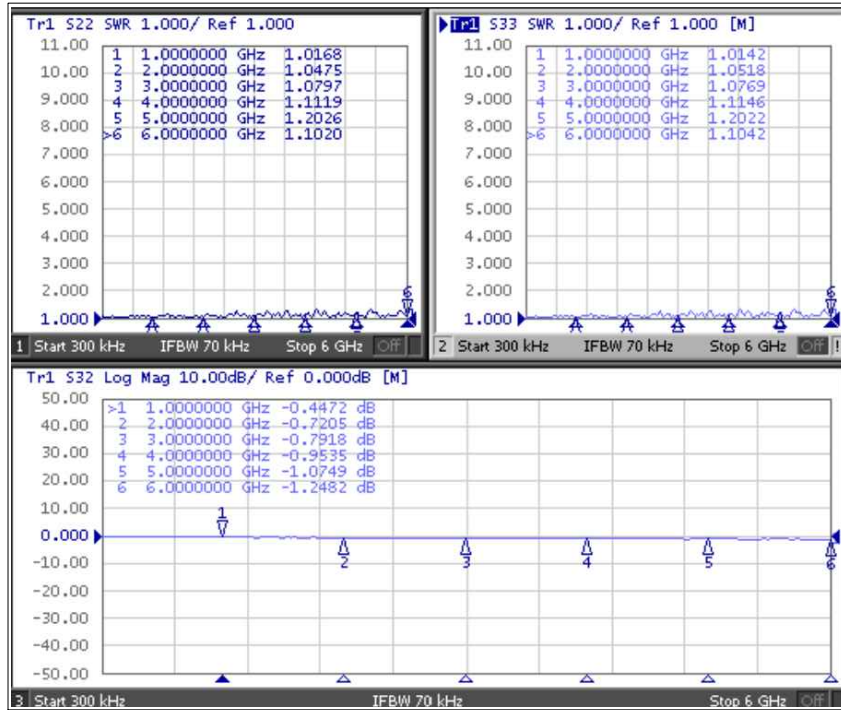 Tr1 S22 SWR 1.000/ Ref 1.000
11.00
10.00
9.000
8.000
7.000
6.000
5.000
4.000
3.000
2.000
1.000
1 1.0000000 GHz 1.0168
2 2.0000000 GHz 1.0475
3 3.0000000 GHz 1.0797
4 4.0000000 GHz 1.1119
5 5.0000000 GHz 1.2026
>6 6.0000000 GHz 1.1020
6
1 Start 300 kHz IFBW 70 kHz Stop 6 GHz Off
Tr1 S33 SWR 1.000/ Ref 1.000 [M]
11.00
10.00
9.000
8.000
7.000
6.000
5.000
4.000
3.000
2.000
1.000
1 1.0000000 GHz 1.0142
2 2.0000000 GHz 1.0518
3 3.0000000 GHz 1.0769
4 4.0000000 GHz 1.1146
5 5.0000000 GHz 1.2022
>6 6.0000000 GHz 1.1042
6
2 Start 300 kHz IFBW 70 kHz Stop 6 GHz Off !
Tr1 S32 Log Mag 10.00dB/ Ref 0.000dB [M]
50.00
40.00
30.00
20.00
10.00
0.000
-10.00
-20.00
-30.00
-40.00
-50.00
>1 1.0000000 GHz -0.4472 dB
2 2.0000000 GHz -0.7205 dB
3 3.0000000 GHz -0.7918 dB
4 4.0000000 GHz -0.9535 dB
5 5.0000000 GHz -1.0749 dB
6 6.0000000 GHz -1.2482 dB
1
2 3 4 5 6
3 Start 300 kHz IFBW 70 kHz Stop 6 GHz Off